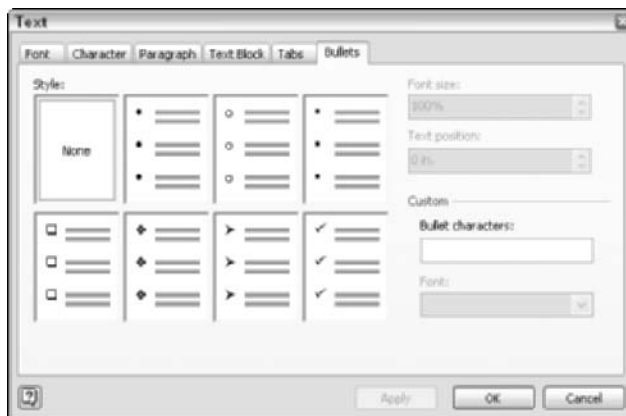 Text
Font Character Paragraph Text Block Tabs Bullets
Style:
None
Font size:
100%
Text position:
0 in.
Custom
Bullet characters:
Font:
Apply OK Cancel